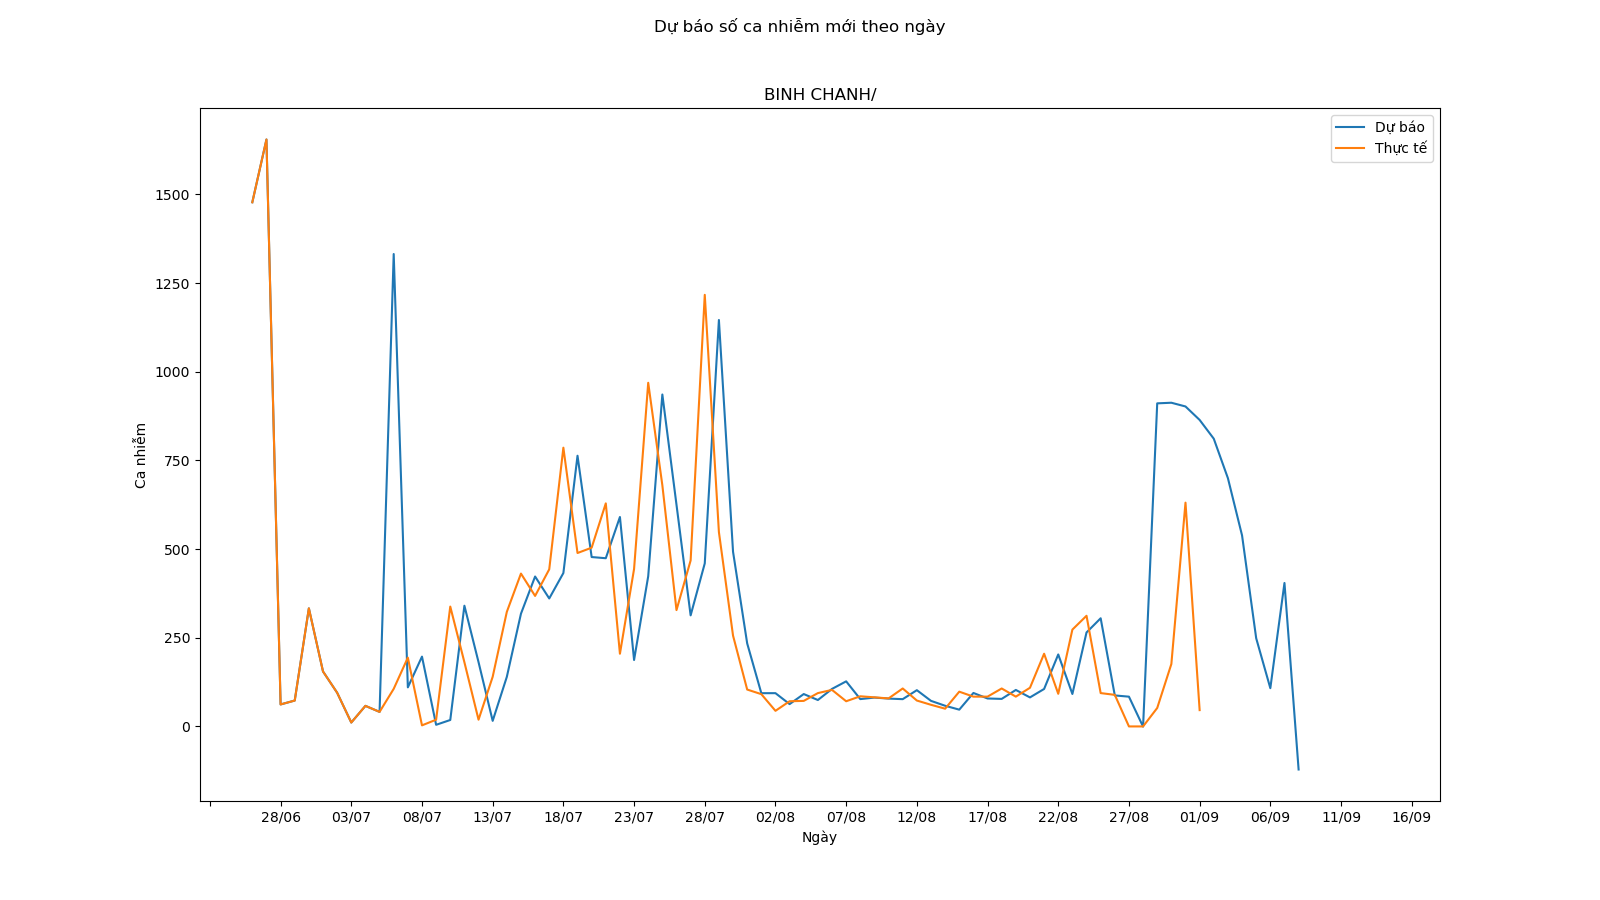 Dự báo số ca nhiễm mới theo ngày
BINH CHANH/
Dự báo
Thực tế
1500
1250
1000
750
500
250
0
Ca nhiễm
28/06 03/07 08/07 13/07 18/07 23/07 28/07 02/08 07/08 12/08 17/08 22/08 27/08 01/09 06/09 11/09 16/09
Ngày